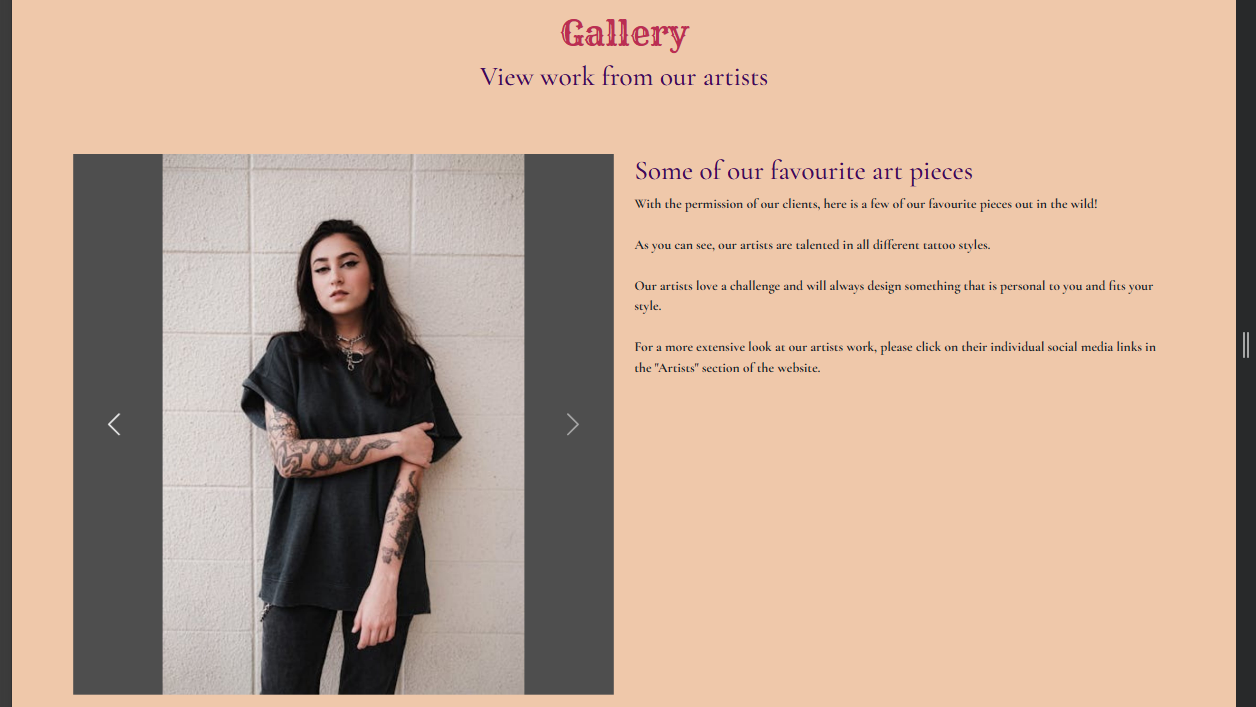 Gallery
View work from our artists
Some of our favourite art pieces
With the permission of our clients, here is a few of our favourite pieces out in the wild!
As you can see, our artists are talented in all different tattoo styles.
Our artists love a challenge and will always design something that is personal to you and fits your
style.
For a more extensive look at our artists work, please click on their individual social media links in
the "Artists" section of the website.